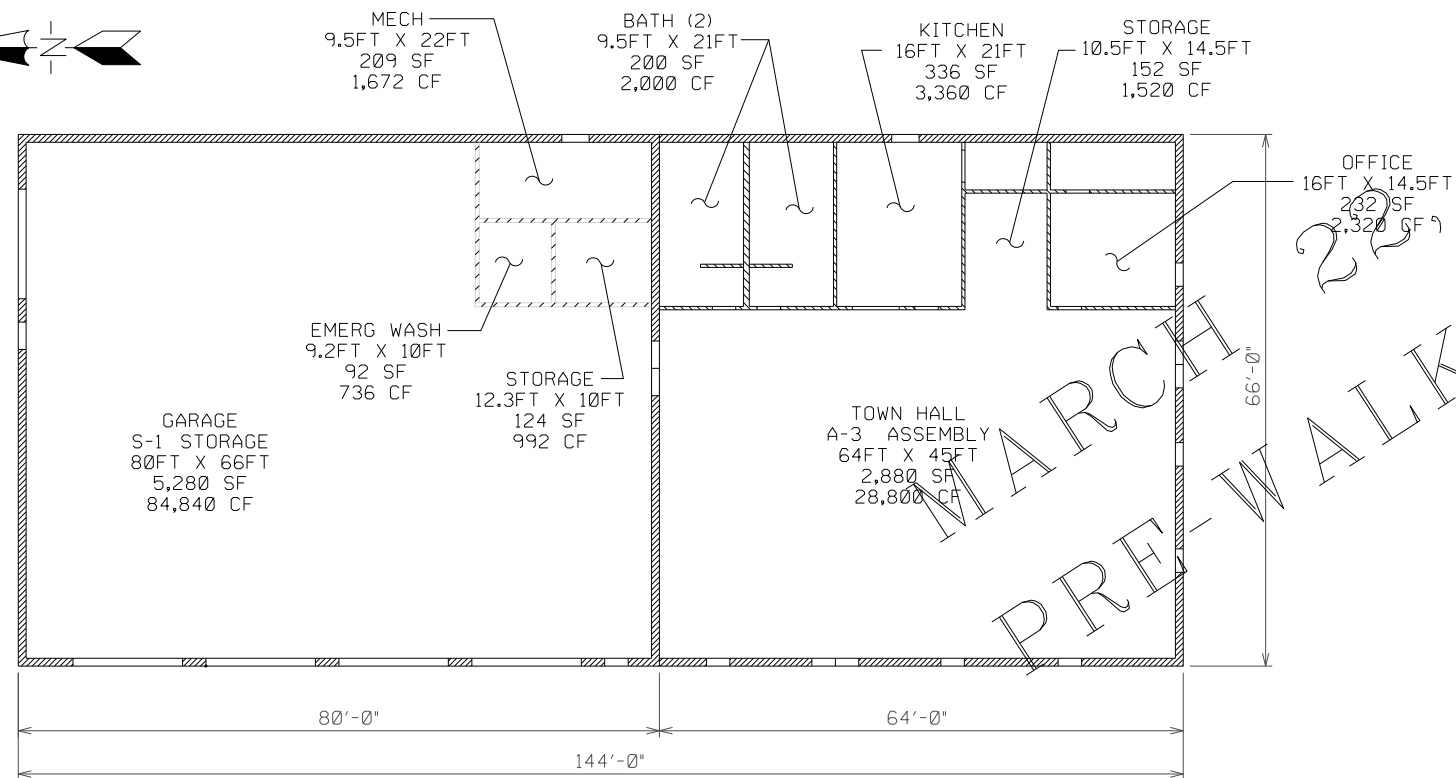 MECH
9.5FT X 22FT
209 SF
1,672 CF
BATH (2)
9.5FT X 21FT
200 SF
2,000 CF
KITCHEN
16FT X 21FT
336 SF
3,360 CF
STORAGE
10.5FT X 14.5FT
152 SF
1,520 CF
OFFICE
16FT X 14.5FT
232 SF
2,320 CF
EMERG WASH
9.2FT X 10FT
92 SF
736 CF
STORAGE
12.3FT X 10FT
124 SF
992 CF
GARAGE
S-1 STORAGE
80FT X 66FT
5,280 SF
84,840 CF
TOWN HALL
A-3 ASSEMBLY
64FT X 45FT
2,880 SF
28,800 CF
MARCH 22,
PRE-WALK
66'-0"
80'-0"
64'-0"
144'-0"
N